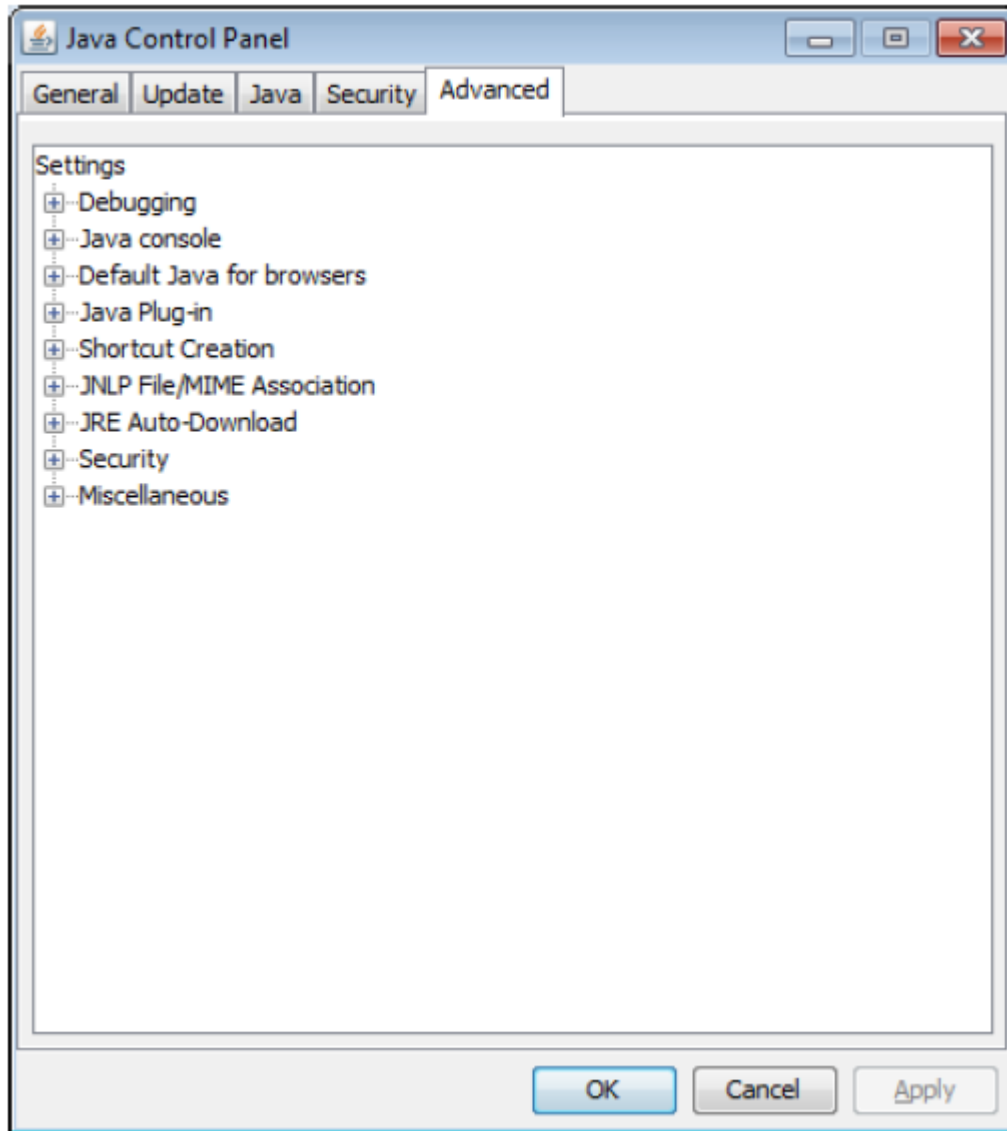 Java Control Panel
General Update Java Security Advanced
Settings
Debugging
Java console
Default Java for browsers
Java Plug-in
Shortcut Creation
JNLP File/MIME Association
JRE Auto-Download
Security
Miscellaneous
OK Cancel Apply